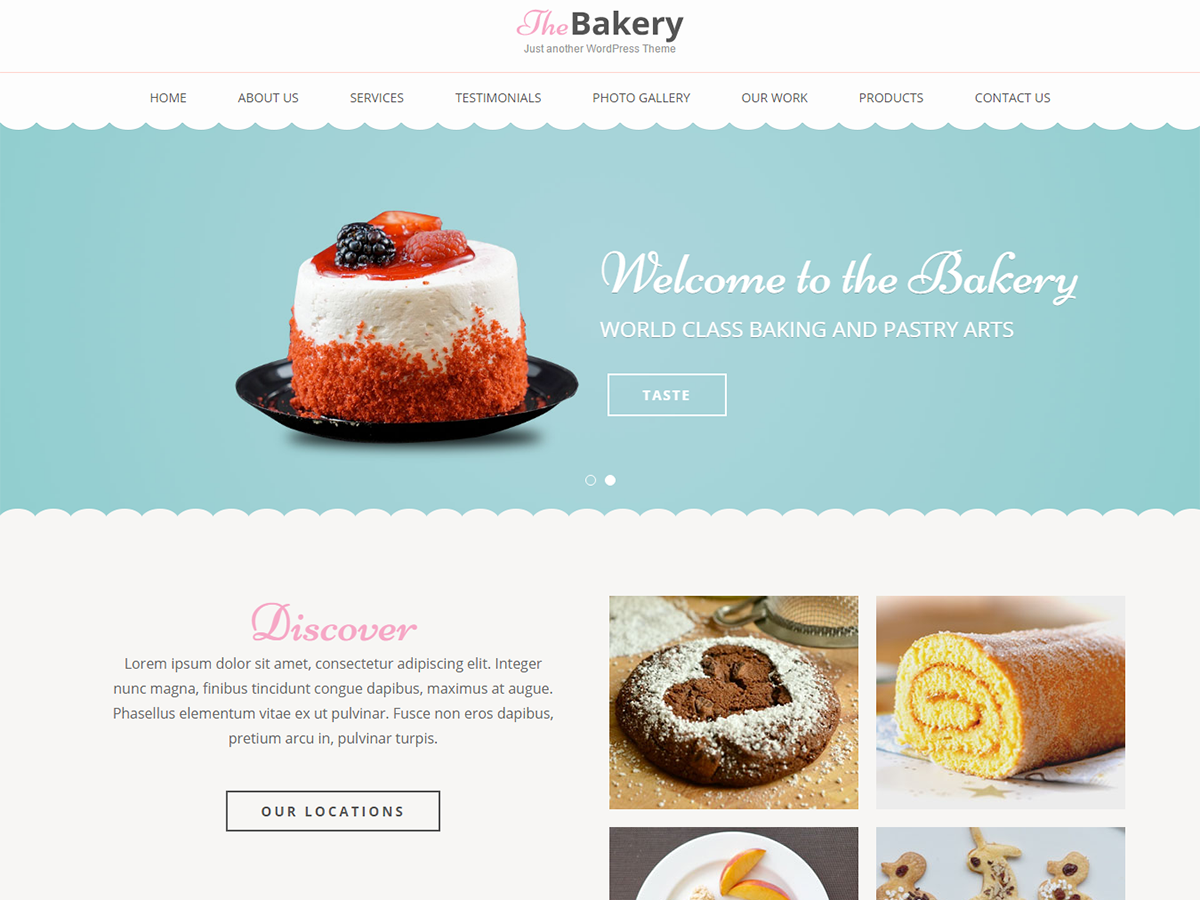 TheBakery
Just another WordPress Theme
HOME ABOUT US SERVICES TESTIMONIALS PHOTO GALLERY OUR WORK PRODUCTS CONTACT US
Welcome to the Bakery
WORLD CLASS BAKING AND PASTRY ARTS
TASTE
Discover
Lorem ipsum dolor sit amet, consectetur adipiscing elit. Integer
nunc magna, finibus tincidunt congue dapibus, maximus at augue.
Phasellus elementum vitae ex ut pulvinar. Fusce non eros dapibus,
pretium arcu in, pulvinar turpis.
OUR LOCATIONS